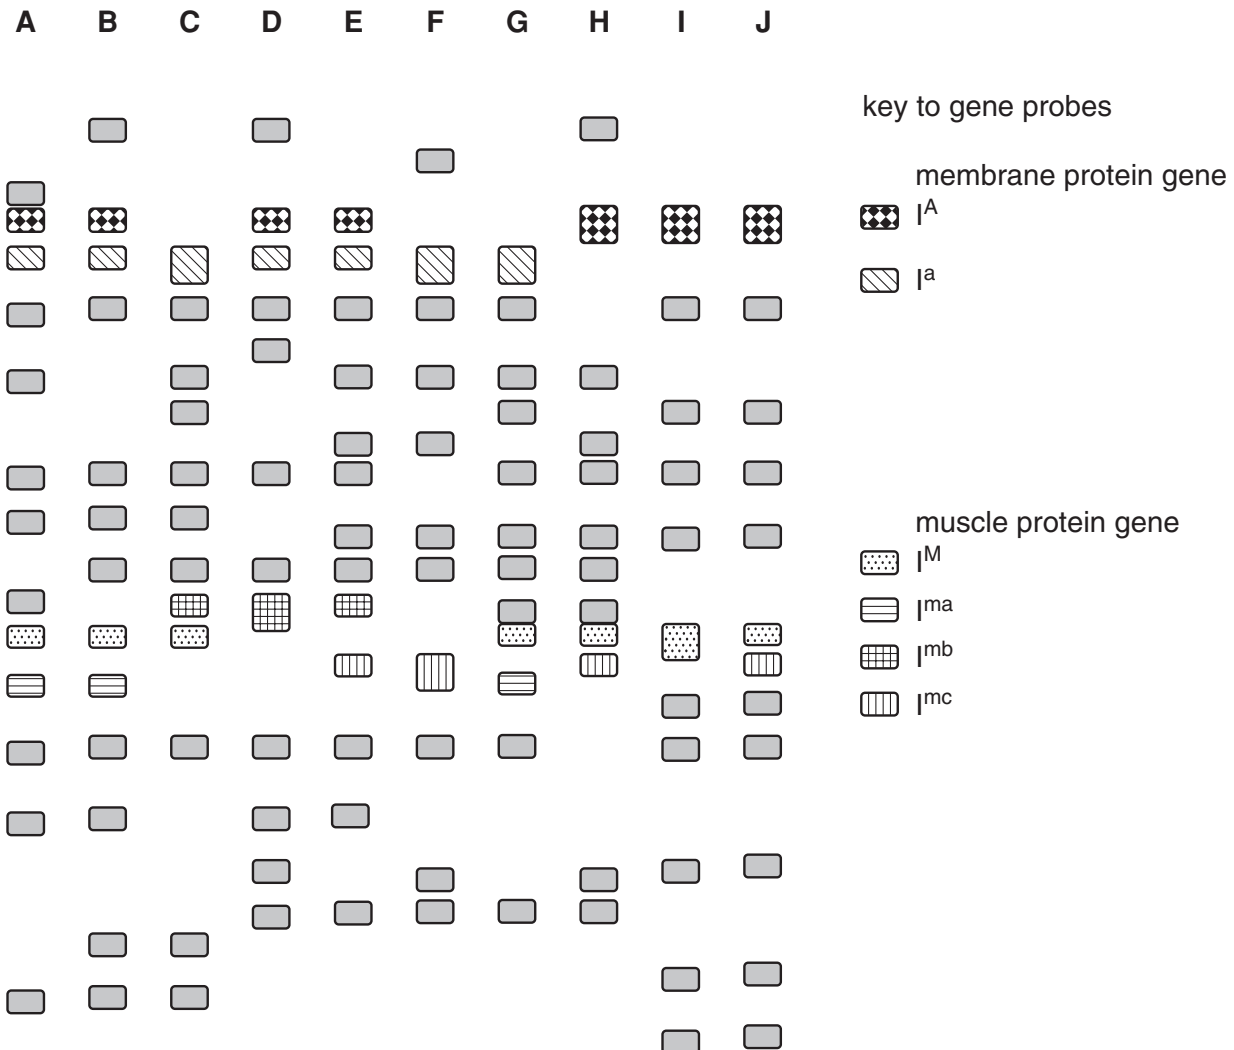 A B C D E F G H I J
key to gene probes
membrane protein gene
I^A
I^a
muscle protein gene
I^M
I^ma
I^mb
I^mc